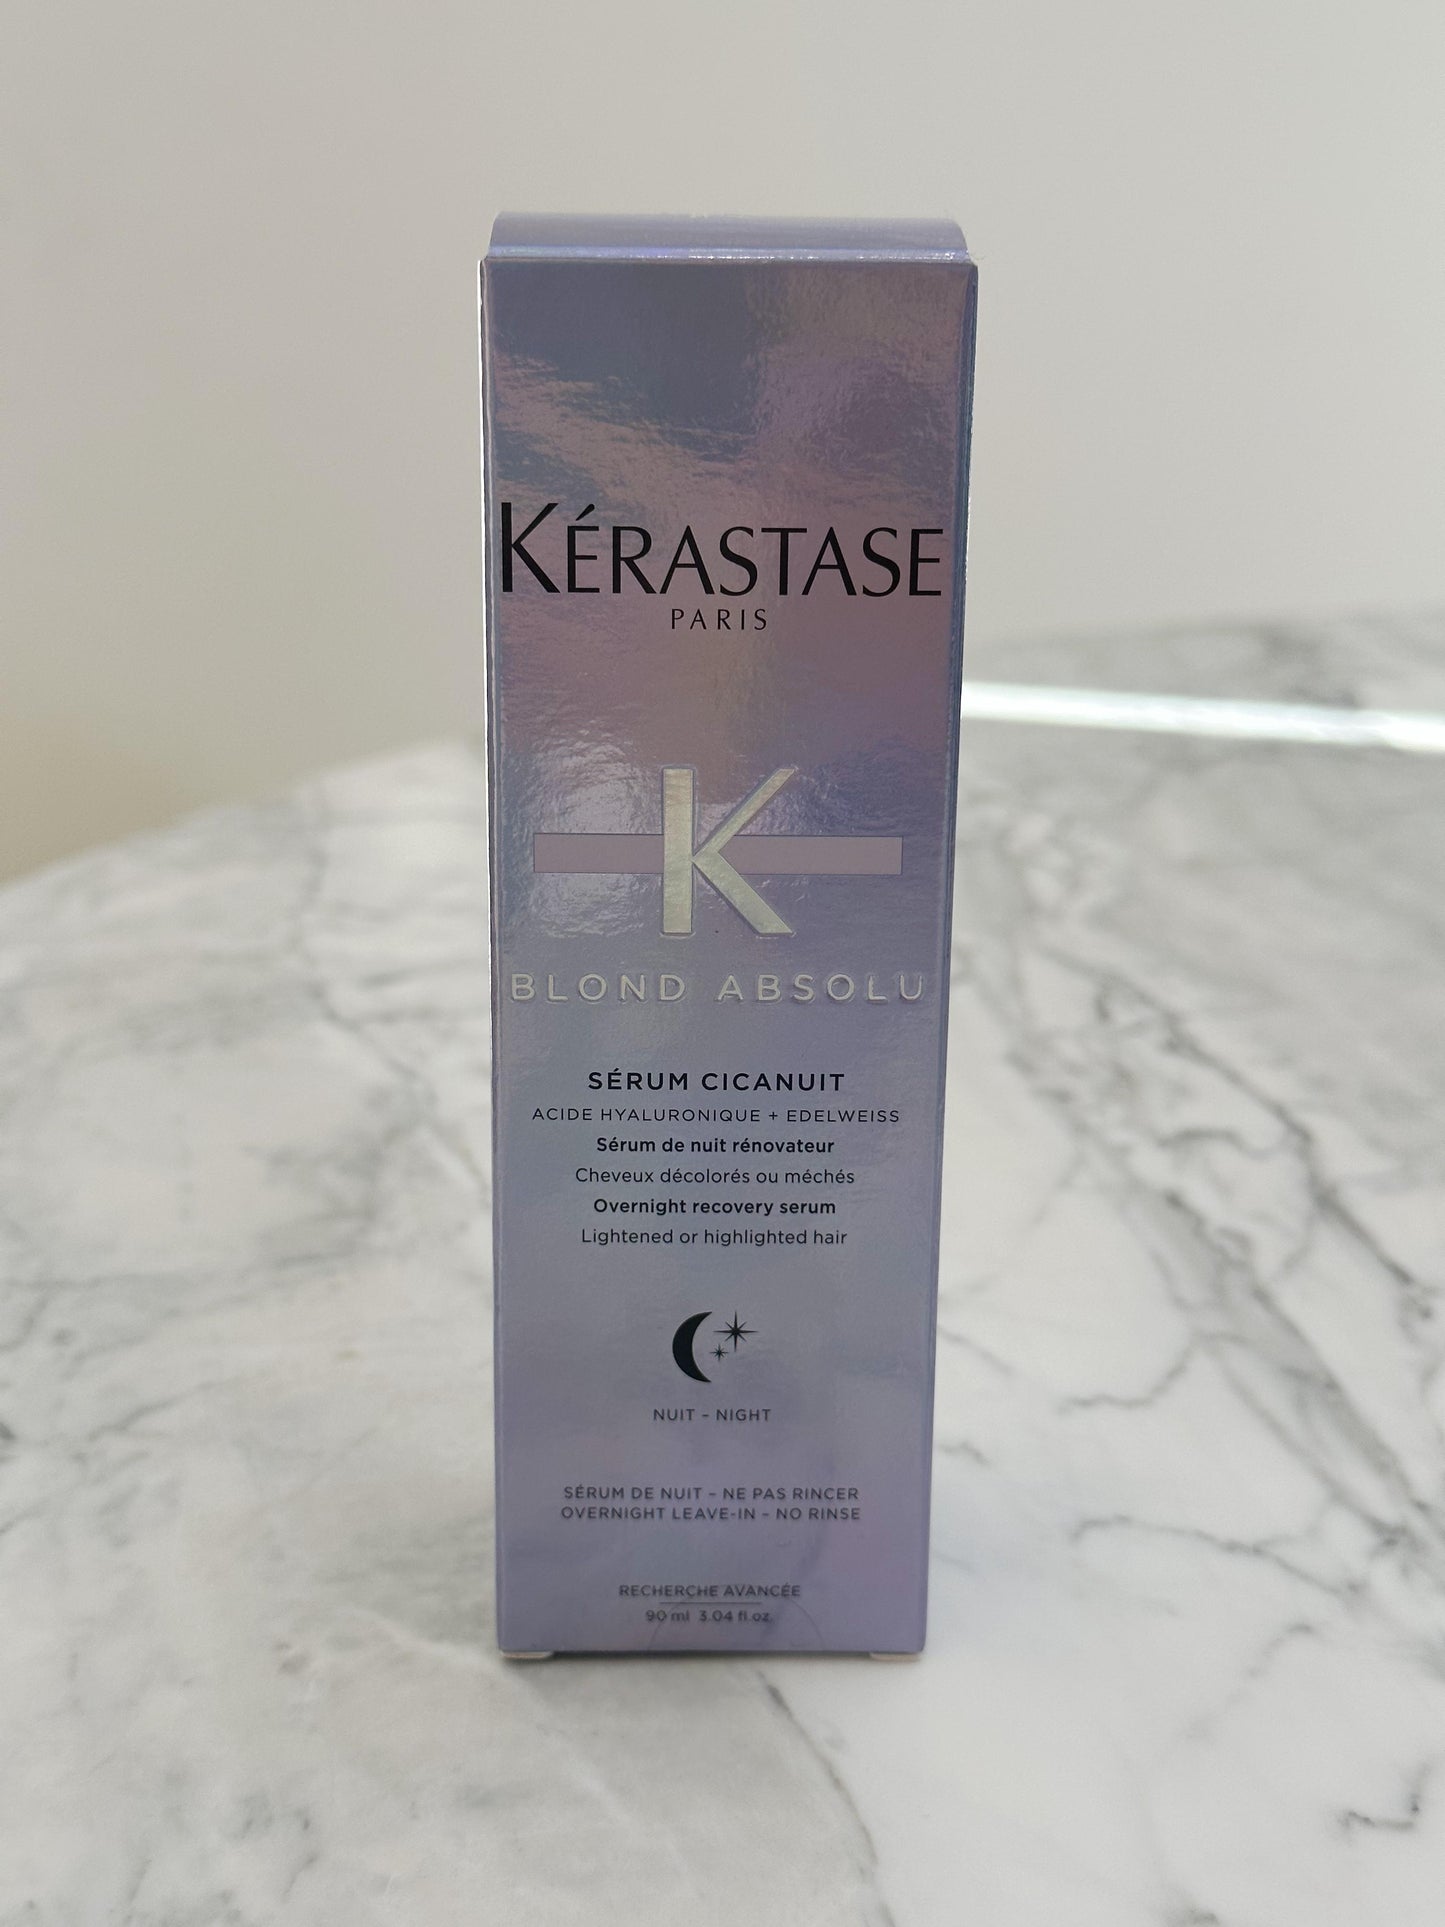 KÉRASTASE
PARIS
K
BLOND ABSOLU
SÉRUM CICANUIT
ACIDE HYALURONIQUE + EDELWEISS
Sérum de nuit rénovateur
Cheveux décolorés ou méchés
Overnight recovery serum
Lightened or highlighted hair
NUIT – NIGHT
SÉRUM DE NUIT – NE PAS RINCER
OVERNIGHT LEAVE-IN – NO RINSE
RECHERCHE AVANCÉE
90 ml 3.04 fl.oz.